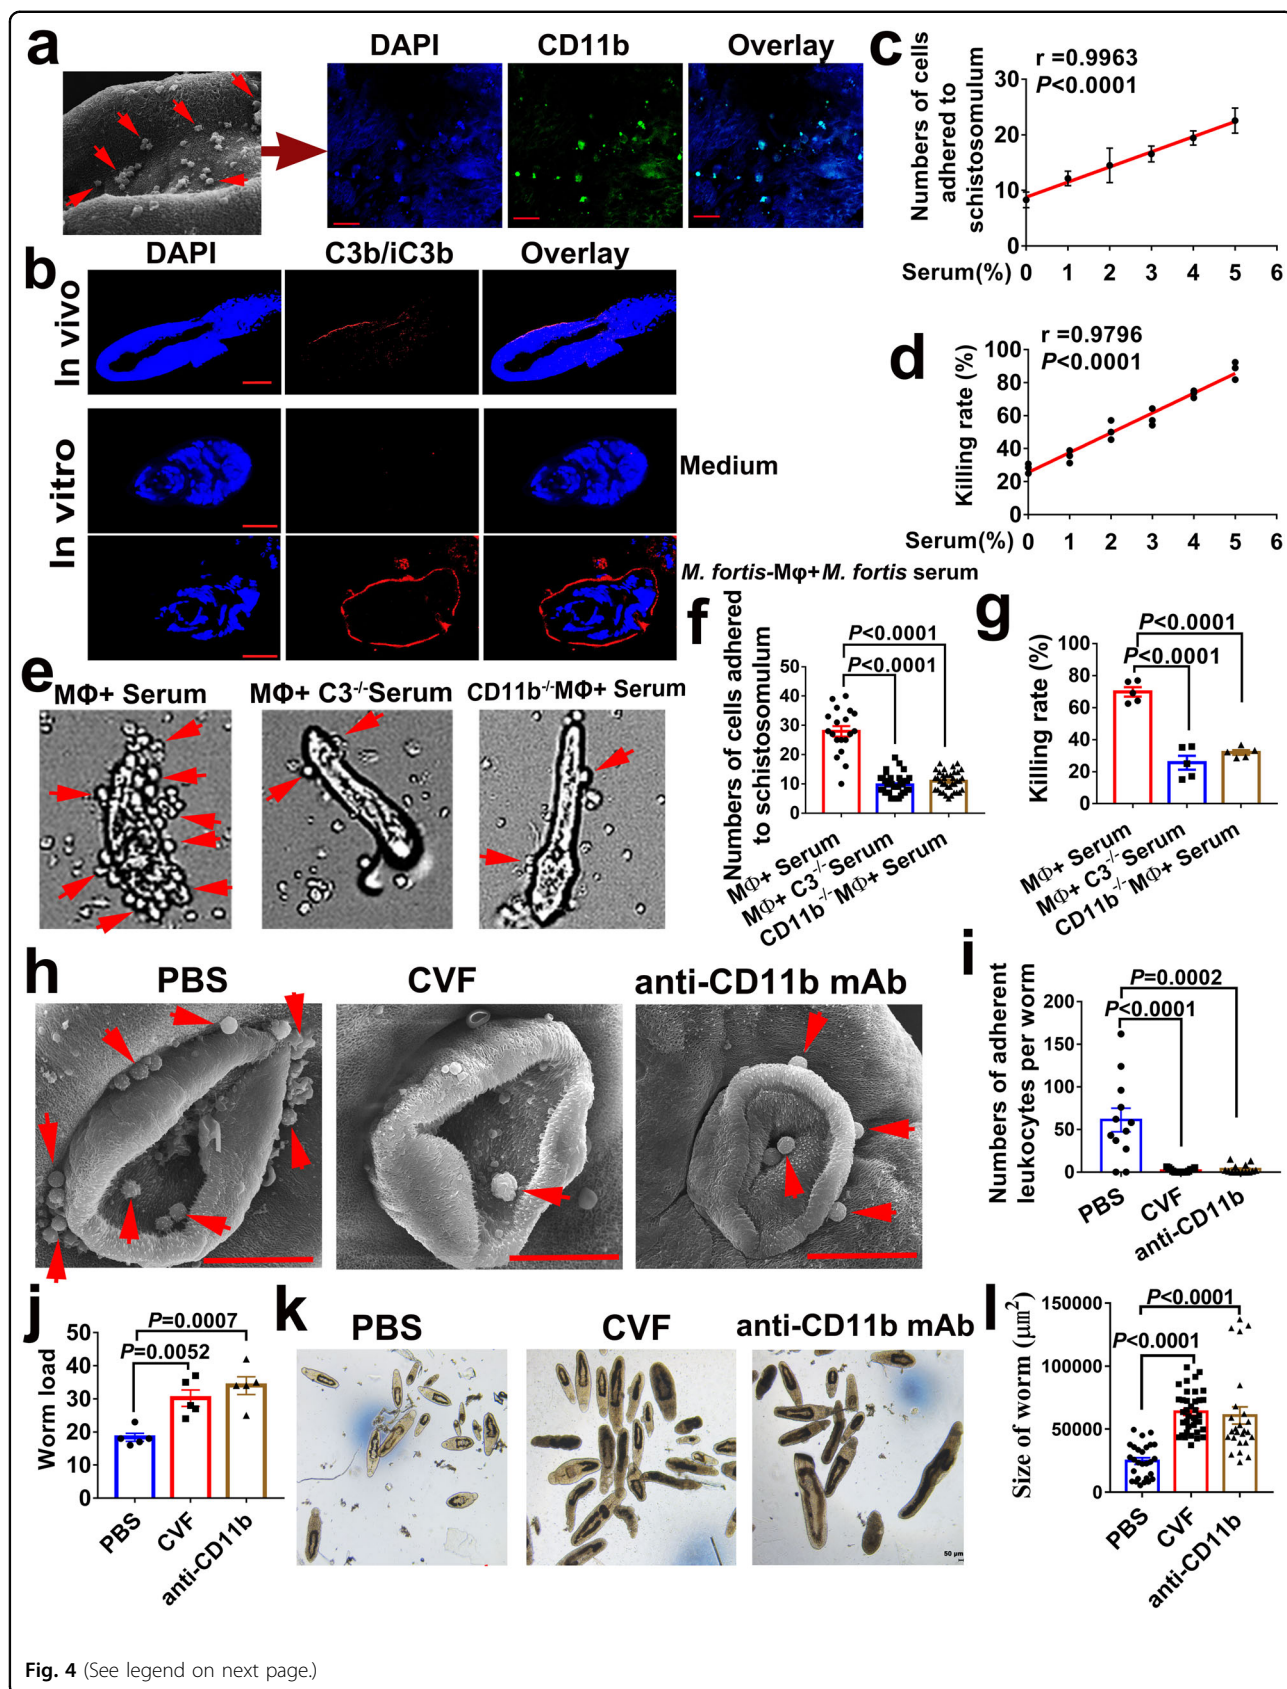 a
DAPI
CD11b
Overlay
b
DAPI
C3b/iC3b
Overlay
In vivo
In vitro
Medium
M. fortis-Mφ+M. fortis serum
c
r =0.9963
P<0.0001
Numbers of cells
adhered to
schistosomulum
30
20
10
0
Serum(%) 0 1 2 3 4 5 6
d
r =0.9796
P<0.0001
Killing rate (%)
100
80
60
40
20
0
Serum(%) 0 1 2 3 4 5 6
e
MΦ+ Serum
MΦ+ C3-/-Serum
CD11b-/-MΦ+ Serum
f
P<0.0001
P<0.0001
Numbers of cells adhered
to schistosomulum
50
40
30
20
10
0
MΦ+ Serum
MΦ+ C3-/-Serum
CD11b-/-MΦ+ Serum
g
P<0.0001
P<0.0001
Killing rate (%)
100
80
60
40
20
0
MΦ+ Serum
MΦ+ C3-/-Serum
CD11b-/-MΦ+ Serum
h
PBS
CVF
anti-CD11b mAb
i
P=0.0002
P<0.0001
Numbers of adherent
leukocytes per worm
200
150
100
50
0
PBS
CVF
anti-CD11b
j
P=0.0007
P=0.0052
Worm load
50
40
30
20
10
0
PBS
CVF
anti-CD11b
k
PBS
CVF
anti-CD11b mAb
50 µm
l
P<0.0001
P<0.0001
Size of worm (µm²)
150000
100000
50000
0
PBS
CVF
anti-CD11b
Fig. 4 (See legend on next page.)